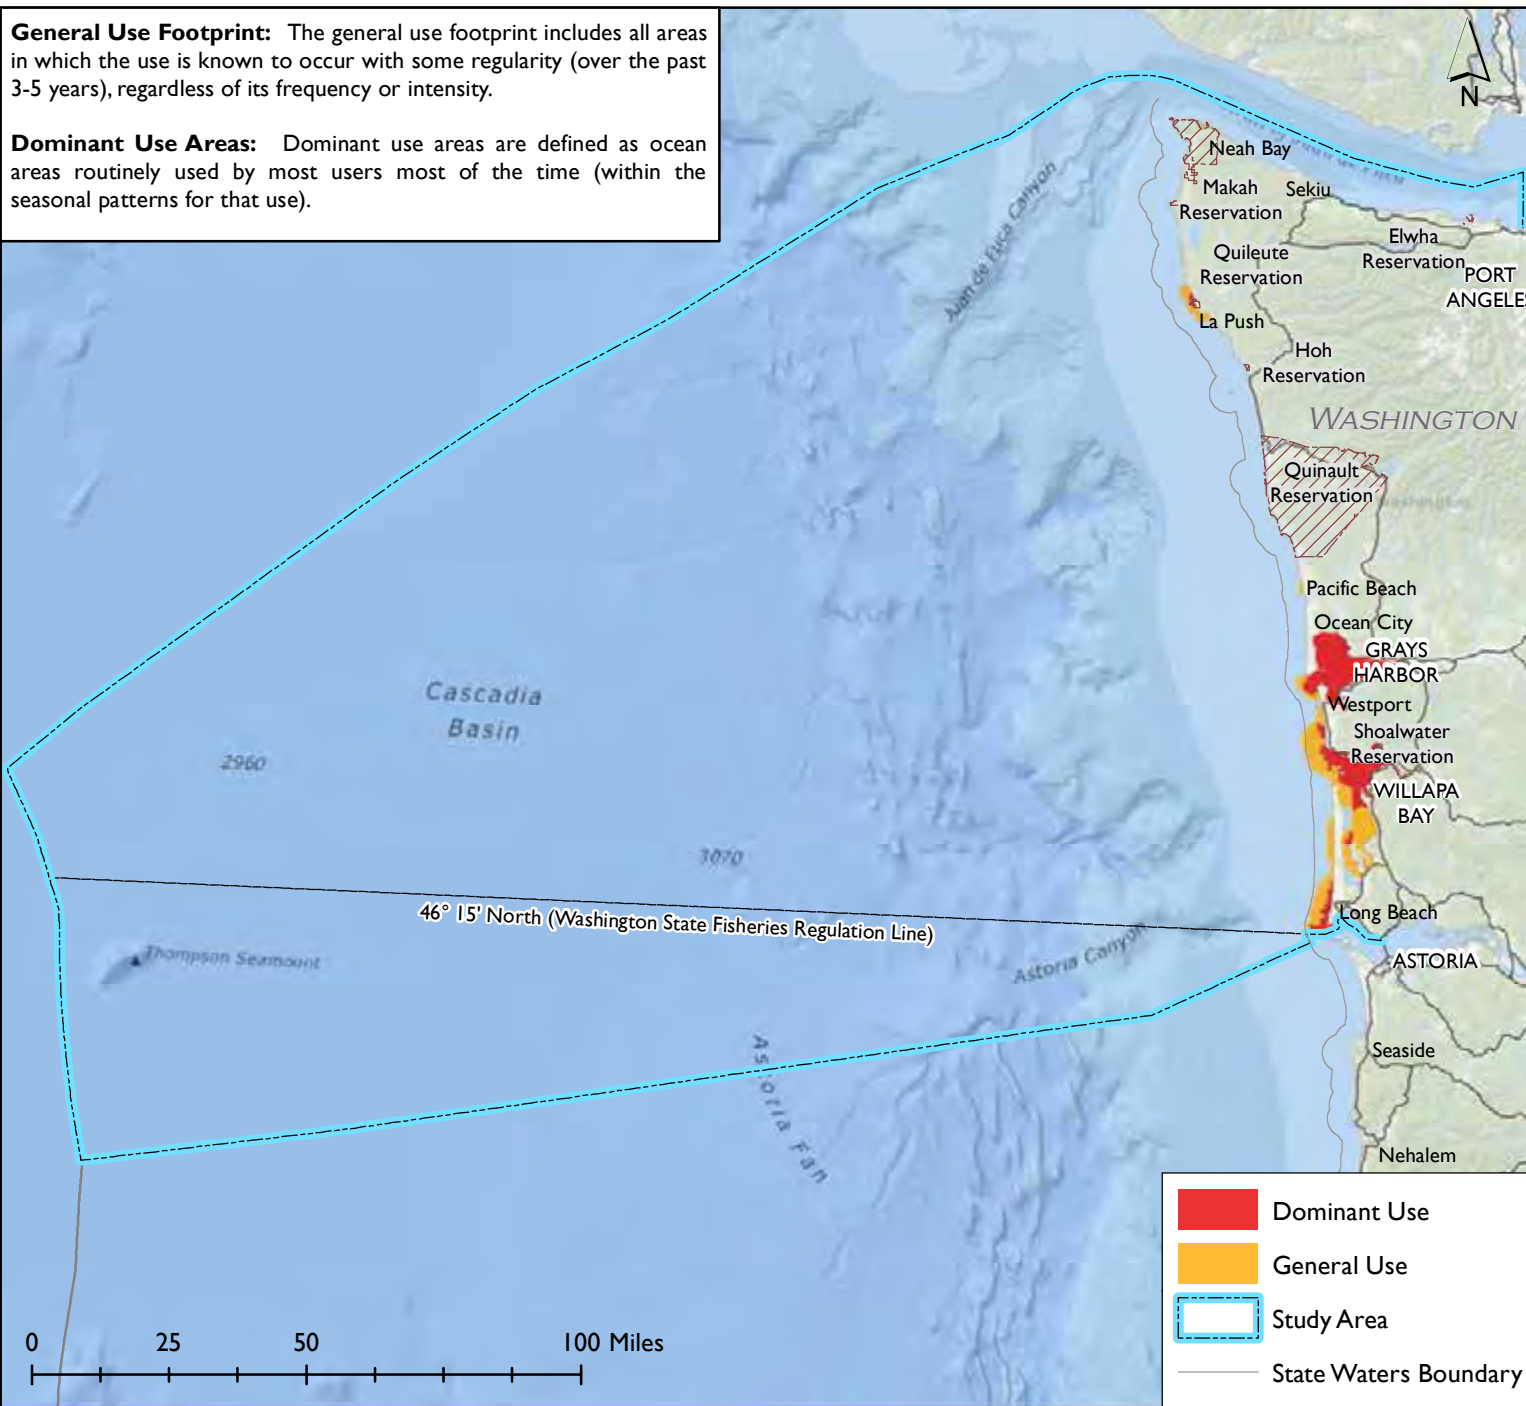 General Use Footprint: The general use footprint includes all areas
in which the use is known to occur with some regularity (over the past
3-5 years), regardless of its frequency or intensity.
Dominant Use Areas: Dominant use areas are defined as ocean
areas routinely used by most users most of the time (within the
seasonal patterns for that use).
N
Neah Bay
Makah
Reservation
Sekiu
Elwha
Reservation
PORT
Juan de Fuca Canyon
Quileute
Reservation
La Push
Hoh
Reservation
WASHINGTON
Quinault
Reservation
Washington
Pacific Beach
Ocean City
GRAYS
HARBOR
Westport
Shoalwater
Reservation
WILLAPA
BAY
Cascadia
Basin
2960
3070
46° 15' North (Washington State Fisheries Regulation Line)
Long Beach
Thompson Seamount
Astoria Canyon
ASTORIA
Astoria Fan
Seaside
Nehalem
Dominant Use
General Use
Study Area
State Waters Boundary
0 25 50 100 Miles